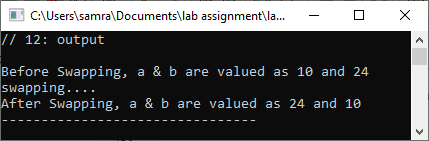 C:\Users\samra\Documents\lab assignment\la...
// 12: output
Before Swapping, a & b are valued as 10 and 24
swapping....
After Swapping, a & b are valued as 24 and 10
--------------------------------